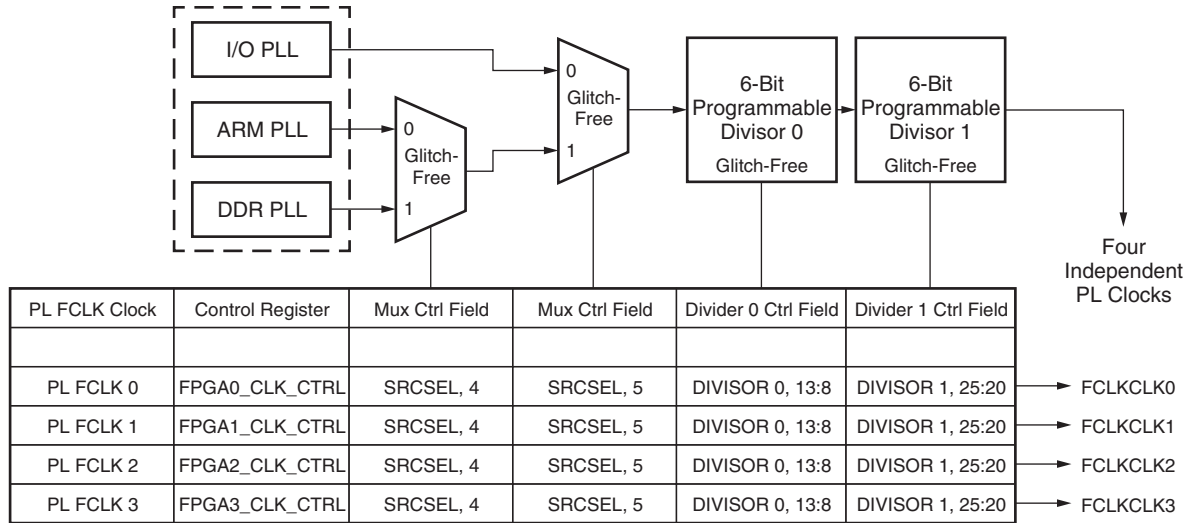 I/O PLL
ARM PLL
DDR PLL
0
Glitch-
Free
1
0
Glitch-
Free
1
6-Bit
Programmable
Divisor 0
Glitch-Free
6-Bit
Programmable
Divisor 1
Glitch-Free
Four
Independent
PL Clocks
PL FCLK Clock Control Register Mux Ctrl Field Mux Ctrl Field Divider 0 Ctrl Field Divider 1 Ctrl Field
PL FCLK 0 FPGA0_CLK_CTRL SRCSEL, 4 SRCSEL, 5 DIVISOR 0, 13:8 DIVISOR 1, 25:20 FCLKCLK0
PL FCLK 1 FPGA1_CLK_CTRL SRCSEL, 4 SRCSEL, 5 DIVISOR 0, 13:8 DIVISOR 1, 25:20 FCLKCLK1
PL FCLK 2 FPGA2_CLK_CTRL SRCSEL, 4 SRCSEL, 5 DIVISOR 0, 13:8 DIVISOR 1, 25:20 FCLKCLK2
PL FCLK 3 FPGA3_CLK_CTRL SRCSEL, 4 SRCSEL, 5 DIVISOR 0, 13:8 DIVISOR 1, 25:20 FCLKCLK3